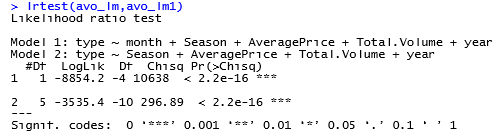 > lrtest(avo_lm,avo_lm1)
Likelihood ratio test
Model 1: type ~ month + Season + AveragePrice + Total.Volume + year
Model 2: type ~ Season + AveragePrice + Total.Volume + year
#Df LogLik Df Chisq Pr(>Chisq)
1 1 -8854.2 -4 10638 < 2.2e-16 ***
2 5 -3535.4 -10 296.89 < 2.2e-16 ***
---
Signif. codes: 0 ‘***’ 0.001 ‘**’ 0.01 ‘*’ 0.05 ‘.’ 0.1 ‘ ’ 1